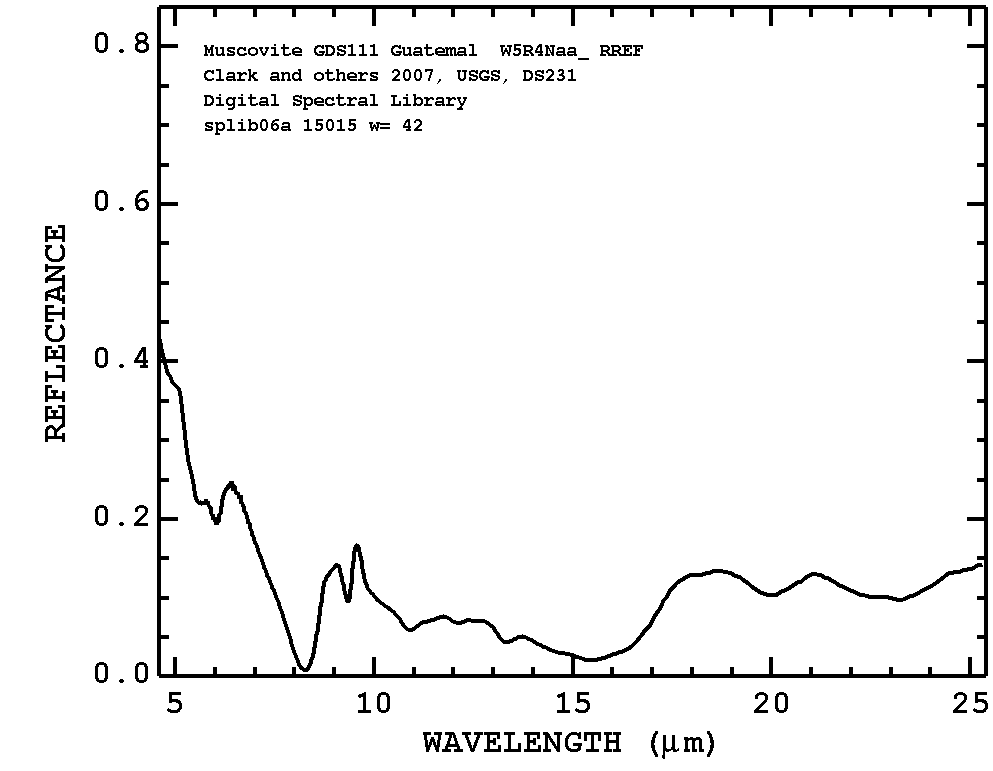 Muscovite GDS111 Guatemal  W5R4Naa_ RREF
Clark and others 2007, USGS, DS231
Digital Spectral Library
splib06a 15015 w= 42
REFLECTANCE
0.8
0.6
0.4
0.2
0.0
5 10 15 20 25
WAVELENGTH (μm)